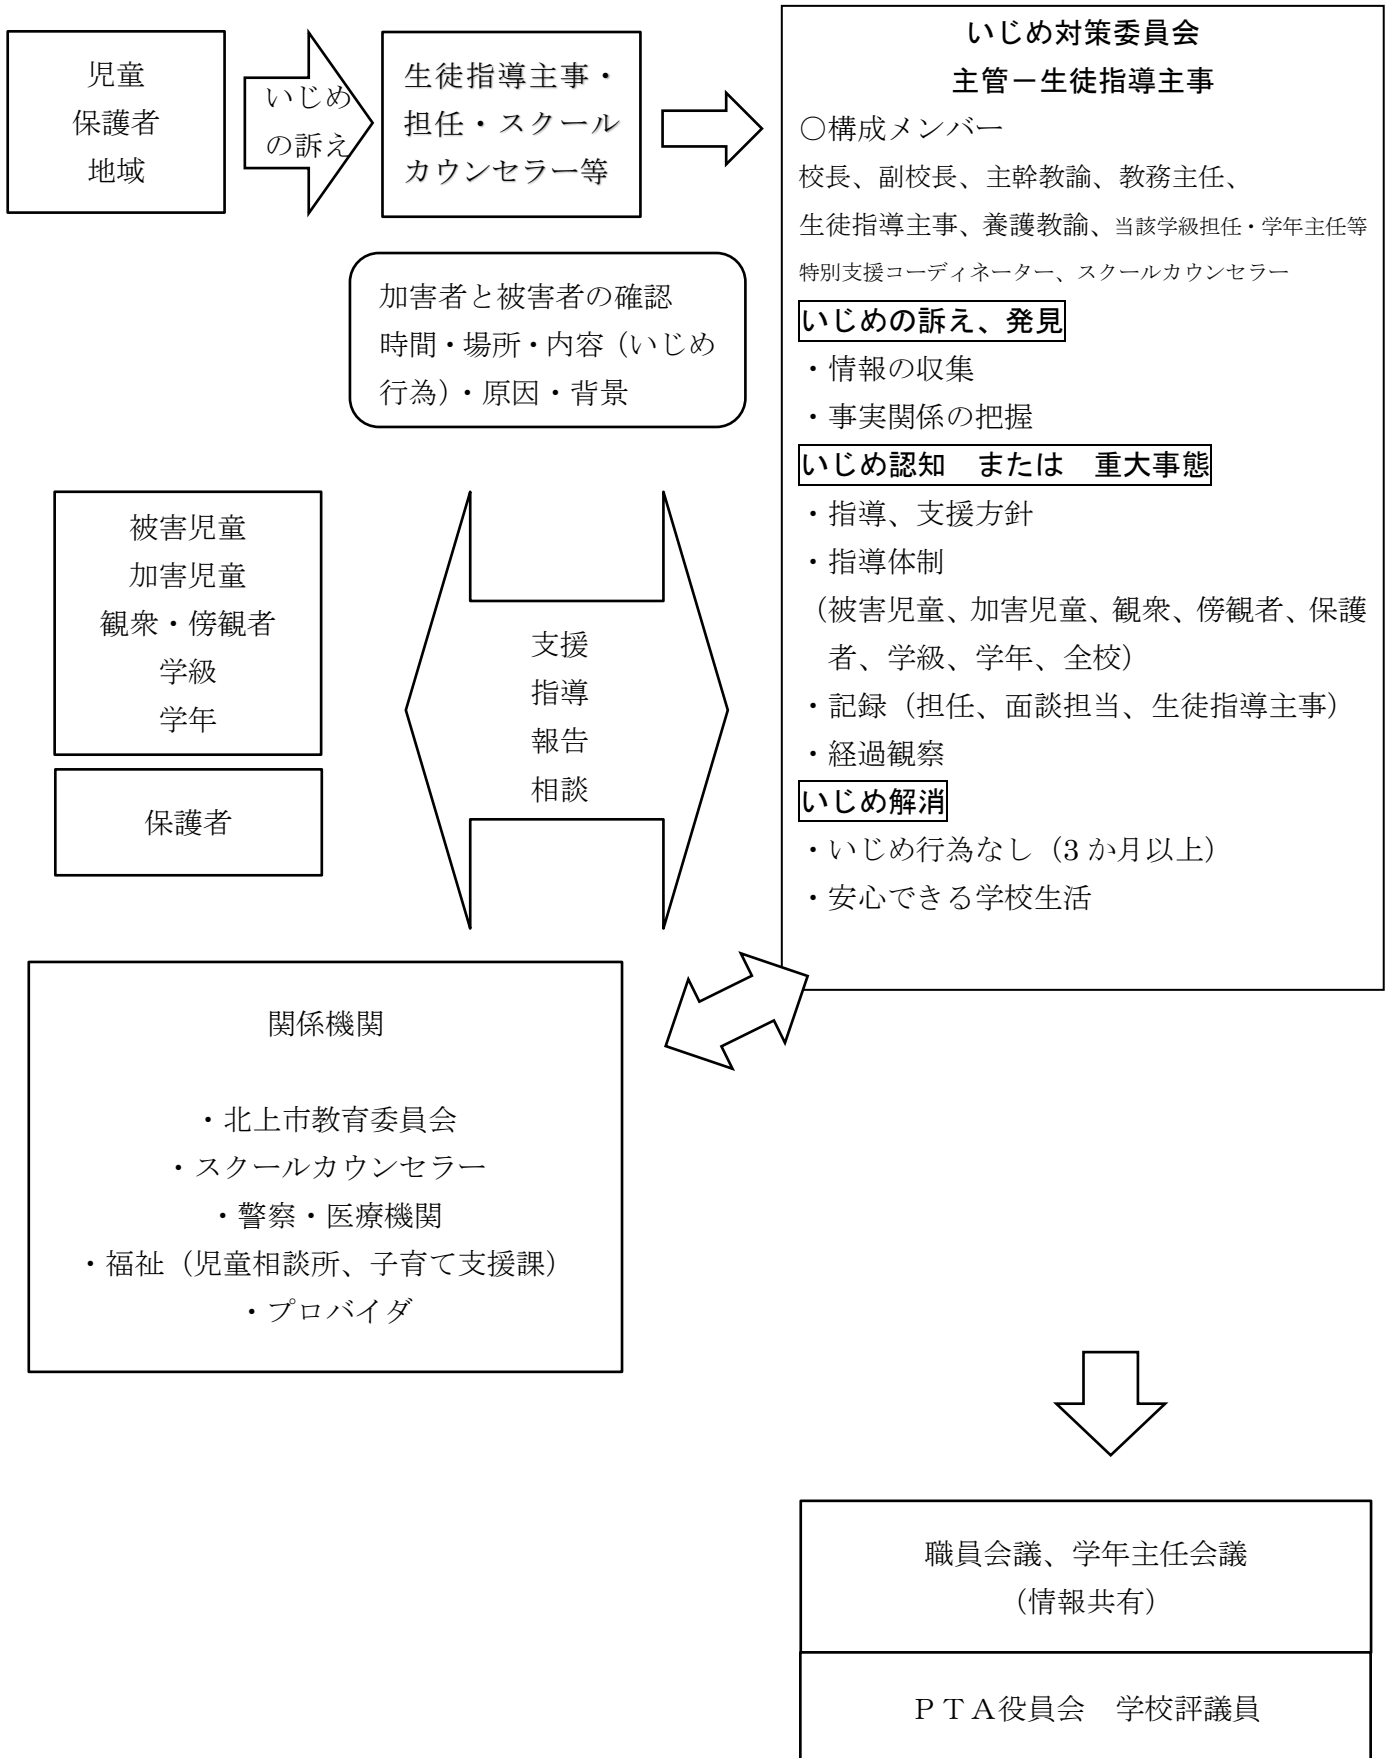 児童
保護者
地域
いじめ
の訴え
生徒指導主事・
担任・スクール
カウンセラー等
加害者と被害者の確認
時間・場所・内容（いじめ
行為）・原因・背景
いじめ対策委員会
主管－生徒指導主事
○構成メンバー
校長、副校長、主幹教諭、教務主任、
生徒指導主事、養護教諭、当該学級担任・学年主任等
特別支援コーディネーター、スクールカウンセラー
いじめの訴え、発見
・情報の収集
・事実関係の把握
いじめ認知　または　重大事態
・指導、支援方針
・指導体制
（被害児童、加害児童、観衆、傍観者、保護
者、学級、学年、全校）
・記録（担任、面談担当、生徒指導主事）
・経過観察
いじめ解消
・いじめ行為なし（3 か月以上）
・安心できる学校生活
被害児童
加害児童
観衆・傍観者
学級
学年
保護者
支援
指導
報告
相談
関係機関
・北上市教育委員会
・スクールカウンセラー
・警察・医療機関
・福祉（児童相談所、子育て支援課）
・プロバイダ
職員会議、学年主任会議
（情報共有）
ＰＴＡ役員会　学校評議員